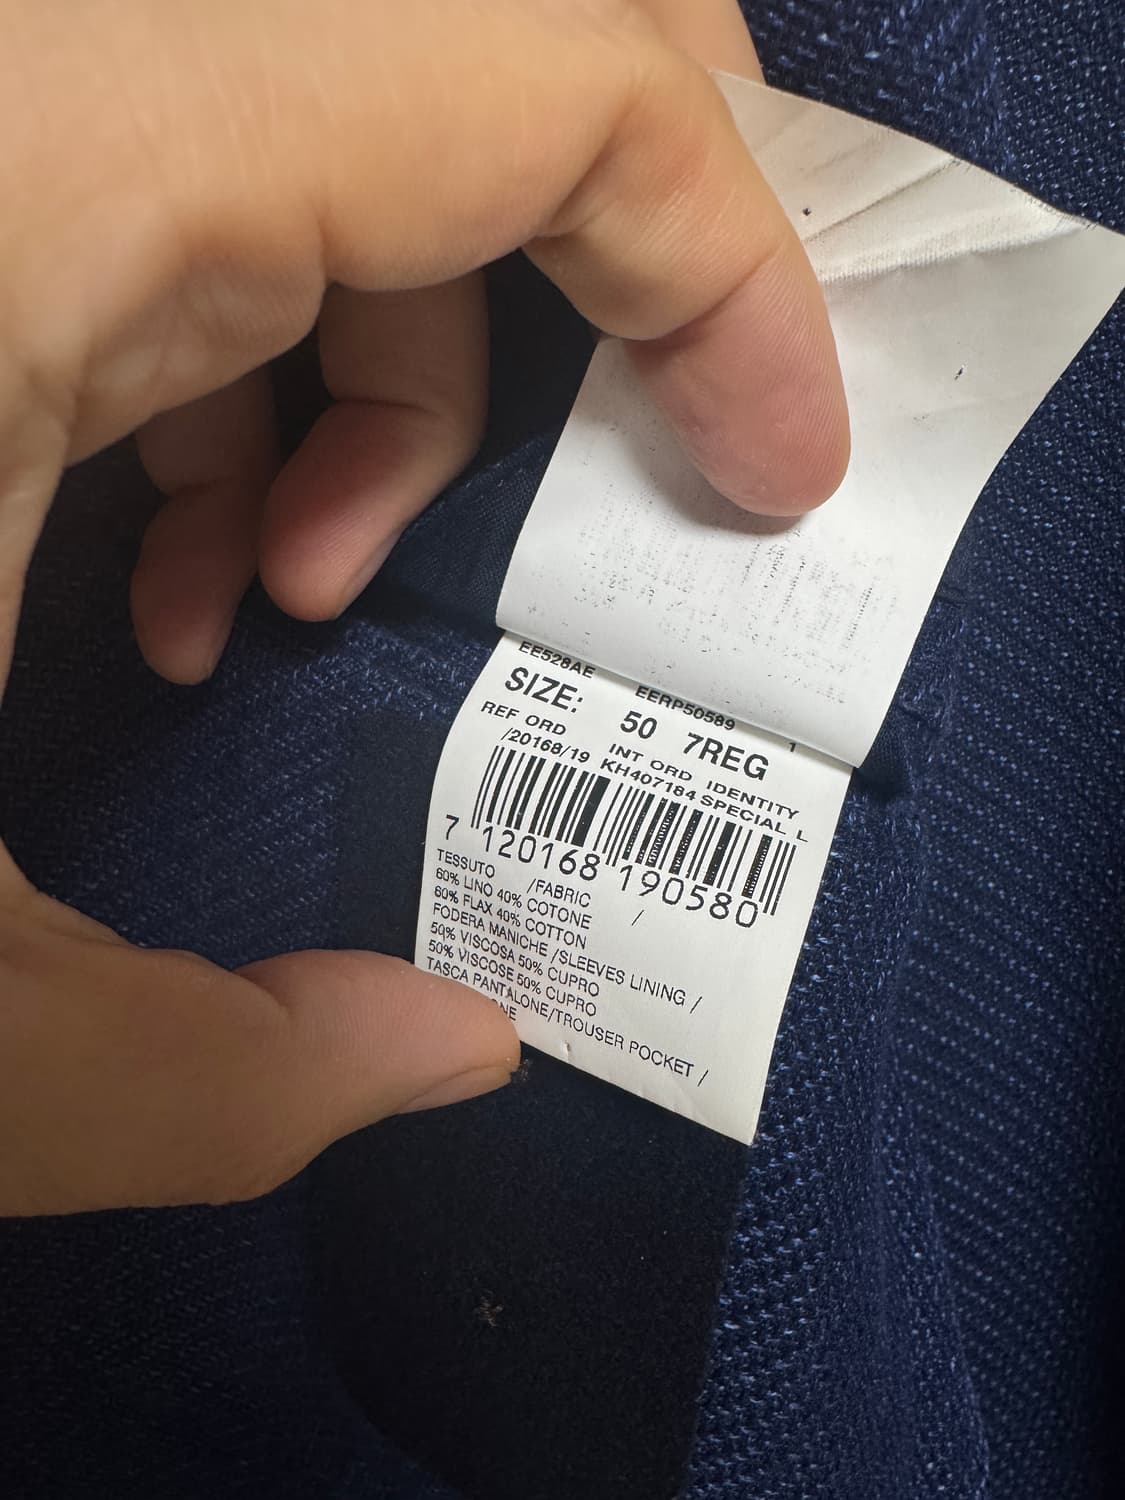 EE528AE EERP50589 1
SIZE: 50 7REG
REF ORD INT ORD IDENTITY
/20168/19 KH407184 SPECIAL L
7 120168 190580
TESSUTO /FABRIC /
60% LINO 40% COTONE
60% FLAX 40% COTTON
FODERA MANICHE /SLEEVES LINING /
50% VISCOSA 50% CUPRO
50% VISCOSE 50% CUPRO
TASCA PANTALONE/TROUSER POCKET /